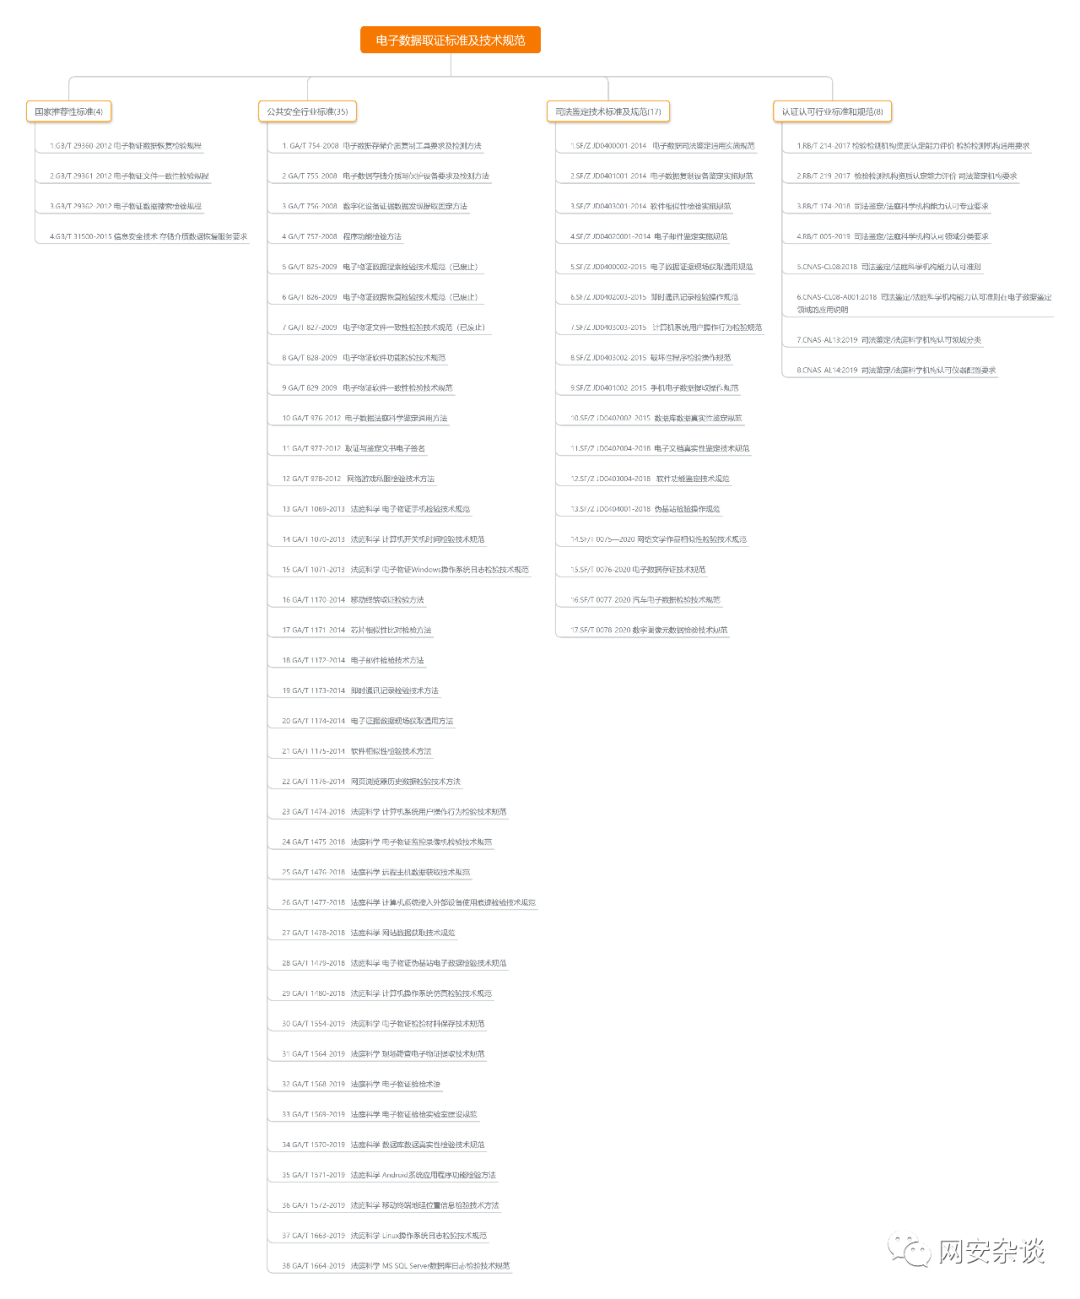 电子数据取证标准及技术规范
国家推荐性标准(4)
1.GB/T 29360-2012 电子物证数据恢复检验规程
2.GB/T 29361-2012 电子物证文件一致性检验规程
3.GB/T 29362-2012 电子物证数据搜索检验规程
4.GB/T 31500-2015 信息安全技术 存储介质数据恢复服务要求
公共安全行业标准(35)
1. GA/T 754-2008 电子数据存储介质复制工具要求及检测方法
2 GA/T 755-2008 电子数据存储介质写保护设备要求及检测方法
3 GA/T 756-2008 数字化设备证据数据发现提取固定方法
4 GA/T 757-2008 程序功能检验方法
5 GA/T 825-2009 电子物证数据搜索检验技术规范（已废止）
6 GA/T 826-2009 电子物证数据恢复检验技术规范（已废止）
7 GA/T 827-2009 电子物证文件一致性检验技术规范（已废止）
8 GA/T 828-2009 电子物证软件功能检验技术规范
9 GA/T 829-2009 电子物证软件一致性检验技术规范
10 GA/T 976-2012 电子数据法庭科学鉴定通用方法
11 GA/T 977-2012 取证与鉴定文书电子签名
12 GA/T 978-2012 网络游戏私服检验技术方法
13 GA/T 1069-2013 法庭科学 电子物证手机检验技术规范
14 GA/T 1070-2013 法庭科学 计算机开关机时间检验技术规范
15 GA/T 1071-2013 法庭科学 电子物证Windows操作系统日志检验技术规范
16 GA/T 1170-2014 移动终端取证检验方法
17 GA/T 1171-2014 芯片相似性比对检验方法
18 GA/T 1172-2014 电子邮件检验技术方法
19 GA/T 1173-2014 即时通讯记录检验技术方法
20 GA/T 1174-2014 电子证据数据现场获取通用方法
21 GA/T 1175-2014 软件相似性检验技术方法
22 GA/T 1176-2014 网页浏览器历史数据检验技术方法
23 GA/T 1474-2018 法庭科学 计算机系统用户操作行为检验技术规范
24 GA/T 1475-2018 法庭科学 电子物证监控录像机检验技术规范
25 GA/T 1476-2018 法庭科学 远程主机数据获取技术规范
26 GA/T 1477-2018 法庭科学 计算机系统接入外部设备使用痕迹检验技术规范
27 GA/T 1478-2018 法庭科学 网站数据获取技术规范
28 GA/T 1479-2018 法庭科学 电子物证伪基站电子数据检验技术规范
29 GA/T 1480-2018 法庭科学 计算机操作系统仿真检验技术规范
30 GA/T 1554-2019 法庭科学 电子物证检验材料保存技术规范
31 GA/T 1564-2019 法庭科学 现场勘查电子物证提取技术规范
32 GA/T 1568-2019 法庭科学 电子物证检验术语
33 GA/T 1569-2019 法庭科学 电子物证检验实验室建设规范
34 GA/T 1570-2019 法庭科学 数据库数据真实性检验技术规范
35 GA/T 1571-2019 法庭科学 Android系统应用程序功能检验方法
36 GA/T 1572-2019 法庭科学 移动终端地理位置信息检验技术方法
37 GA/T 1663-2019 法庭科学 Linux操作系统日志检验技术规范
38 GA/T 1664-2019 法庭科学 MS SQL Server数据库日志检验技术规范
司法鉴定技术标准及规范(17)
1.SF/Z JD0400001-2014 电子数据司法鉴定通用实施规范
2.SF/Z JD0401001-2014 电子数据复制设备鉴定实施规范
3.SF/Z JD0403001-2014 软件相似性检验实施规范
4.SF/Z JD04020001-2014 电子邮件鉴定实施规范
5.SF/Z JD0400002-2015 电子数据证据现场获取通用规范
6.SF/Z JD0402003-2015 即时通讯记录检验操作规范
7.SF/Z JD0403003-2015 计算机系统用户操作行为检验规范
8.SF/Z JD0403002-2015 破坏性程序检验操作规范
9.SF/Z JD0401002-2015 手机电子数据提取操作规范
10.SF/Z JD0402002-2015 数据库数据真实性鉴定规范
11.SF/Z JD0402004-2018 电子文档真实性鉴定技术规范
12.SF/Z JD0403004-2018 软件功能鉴定技术规范
13.SF/Z JD0404001-2018 伪基站检验操作规范
14.SF/T 0075—2020 网络文学作品相似性检验技术规范
15.SF/T 0076-2020 电子数据存证技术规范
16.SF/T 0077-2020 汽车电子数据检验技术规范
17.SF/T 0078-2020 数字图像元数据检验技术规范
认证认可行业标准和规范(8)
1.RB/T 214-2017 检验检测机构资质认定能力评价 检验检测机构通用要求
2.RB/T 219-2017 检验检测机构资质认定能力评价 司法鉴定机构要求
3.RB/T 174-2018 司法鉴定/法庭科学机构能力认可专业要求
4.RB/T 005-2019 司法鉴定/法庭科学机构认可领域分类要求
5.CNAS-CL08:2018 司法鉴定/法庭科学机构能力认可准则
6.CNAS-CL08-A001:2018 司法鉴定/法庭科学机构能力认可准则在电子数据鉴定
领域的应用说明
7.CNAS-AL13:2019 司法鉴定/法庭科学机构认可领域分类
8.CNAS-AL14:2019 司法鉴定/法庭科学机构认可仪器配置要求
网安杂谈